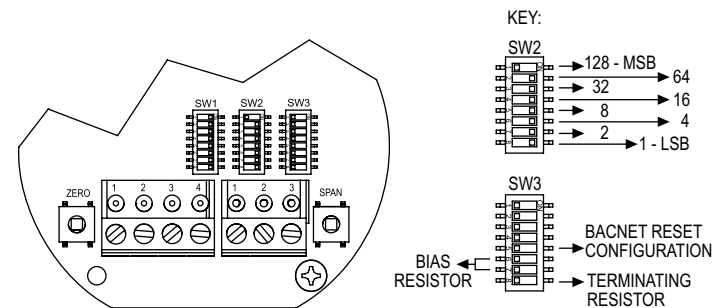 KEY:
SW2
128 - MSB
64
32
16
8
4
2
1 - LSB
SW3
BACNET RESET
CONFIGURATION
BIAS
RESISTOR
TERMINATING
RESISTOR
SW1 SW2 SW3
ZERO
1 2 3 4
1 2 3
SPAN